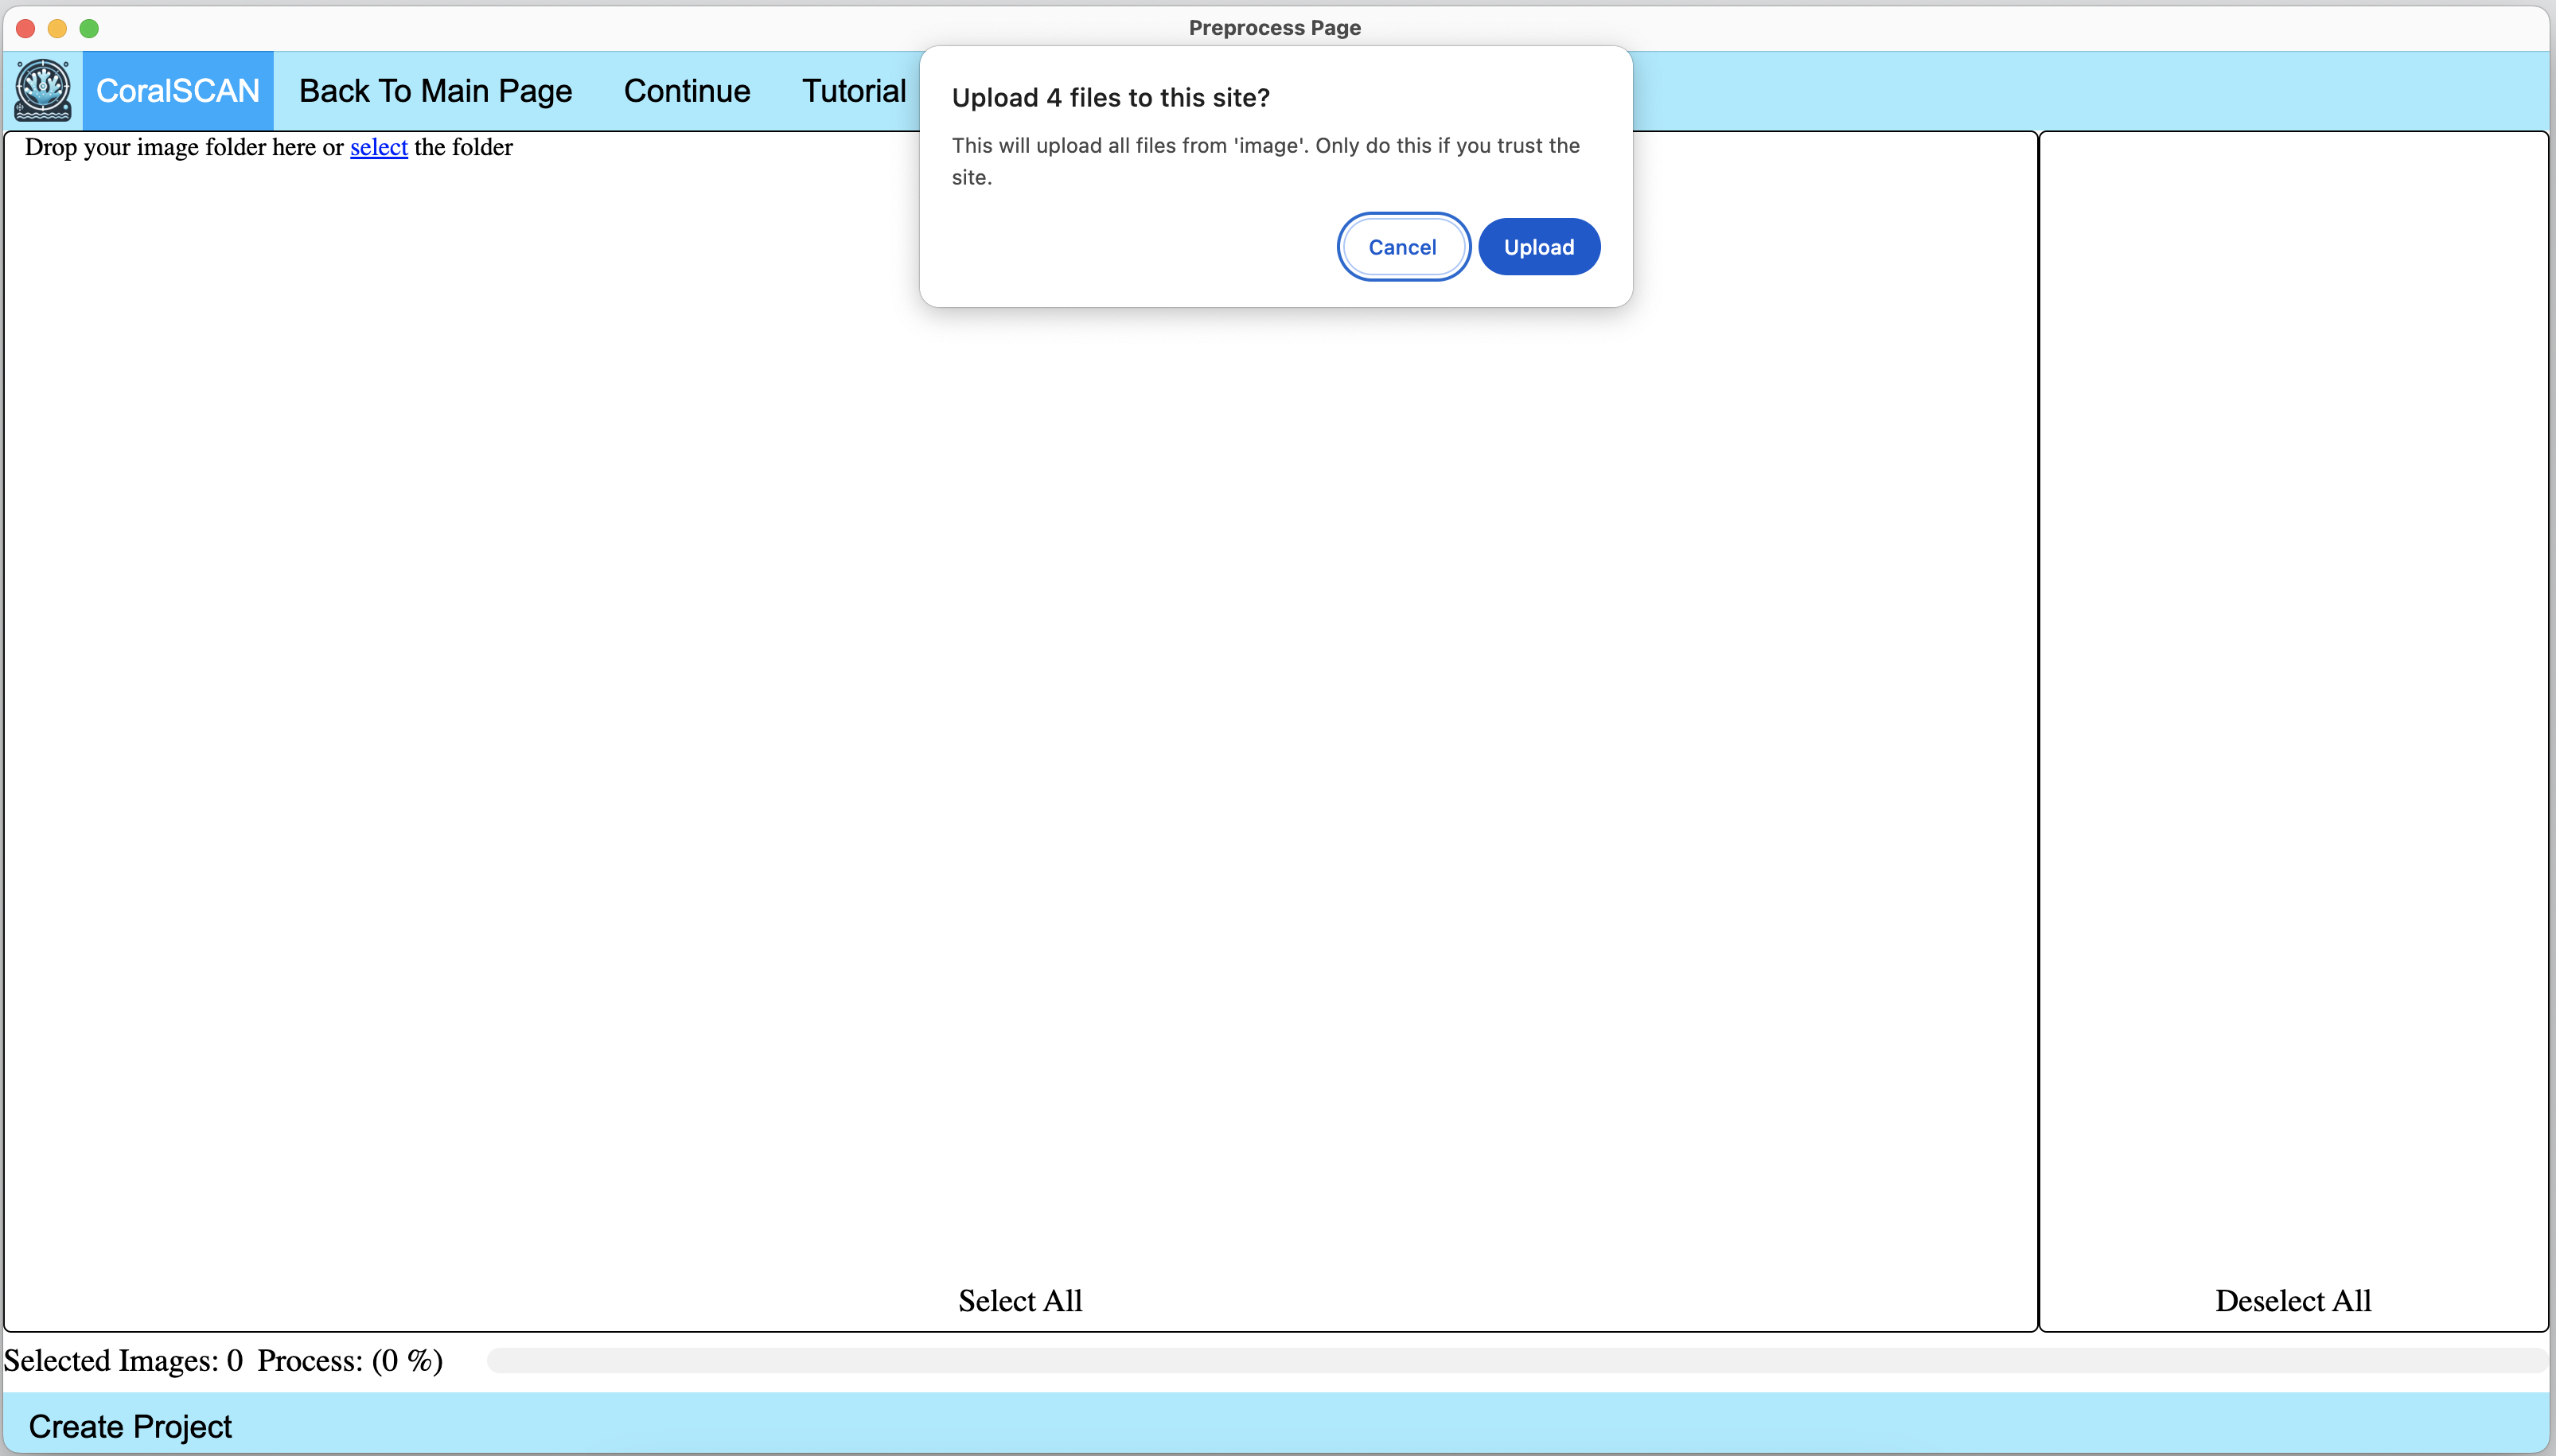 Preprocess Page
CoralSCAN Back To Main Page Continue Tutorial
Upload 4 files to this site?
This will upload all files from 'image'. Only do this if you trust the
site.
Cancel Upload
Drop your image folder here or select the folder
Select All
Deselect All
Selected Images: 0 Process: (0 %)
Create Project